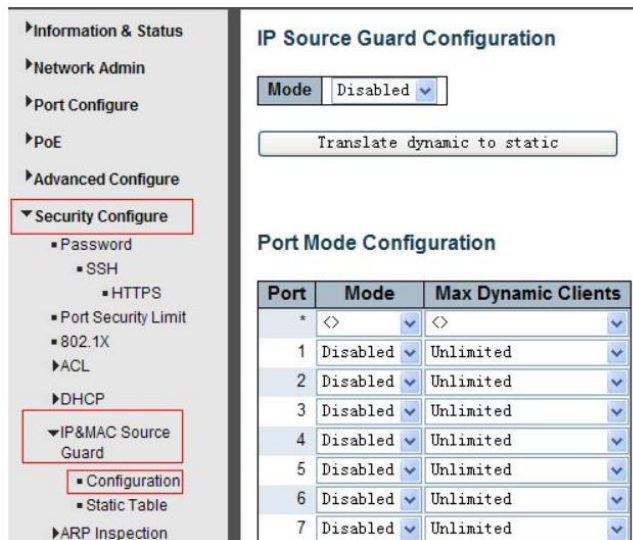 Information & Status
Network Admin
Port Configure
PoE
Advanced Configure
Security Configure
Password
SSH
HTTPS
Port Security Limit
802.1X
ACL
DHCP
IP&MAC Source
Guard
Configuration
Static Table
ARP Inspection
IP Source Guard Configuration
Mode Disabled
Translate dynamic to static
Port Mode Configuration
Port Mode Max Dynamic Clients
* <> <>
1 Disabled Unlimited
2 Disabled Unlimited
3 Disabled Unlimited
4 Disabled Unlimited
5 Disabled Unlimited
6 Disabled Unlimited
7 Disabled Unlimited